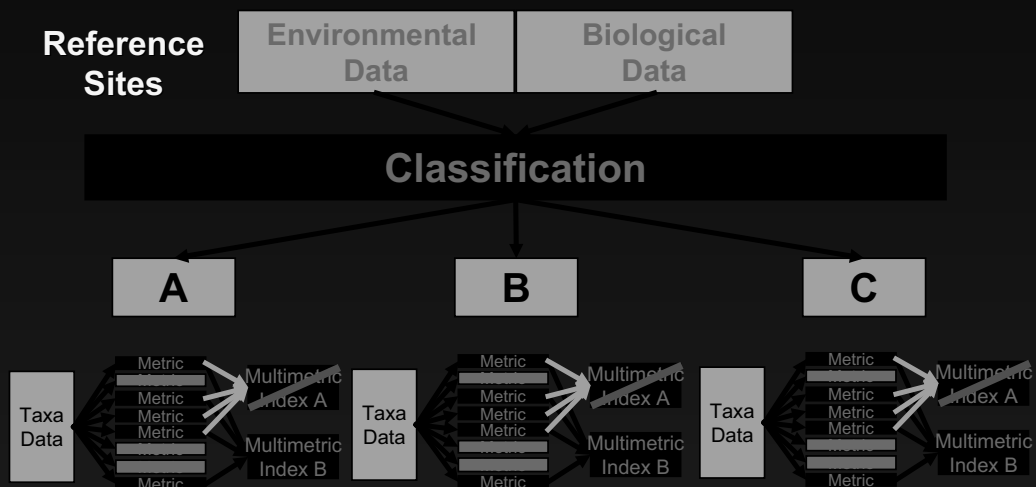 Reference
Sites
Environmental
Data
Biological
Data
Classification
A
B
C
Taxa
Data
Metric
Metric
Metric
Metric
Metric
Multimetric
Index A
Multimetric
Index B
Taxa
Data
Metric
Metric
Metric
Metric
Metric
Multimetric
Index A
Multimetric
Index B
Taxa
Data
Metric
Metric
Metric
Metric
Metric
Multimetric
Index A
Multimetric
Index B